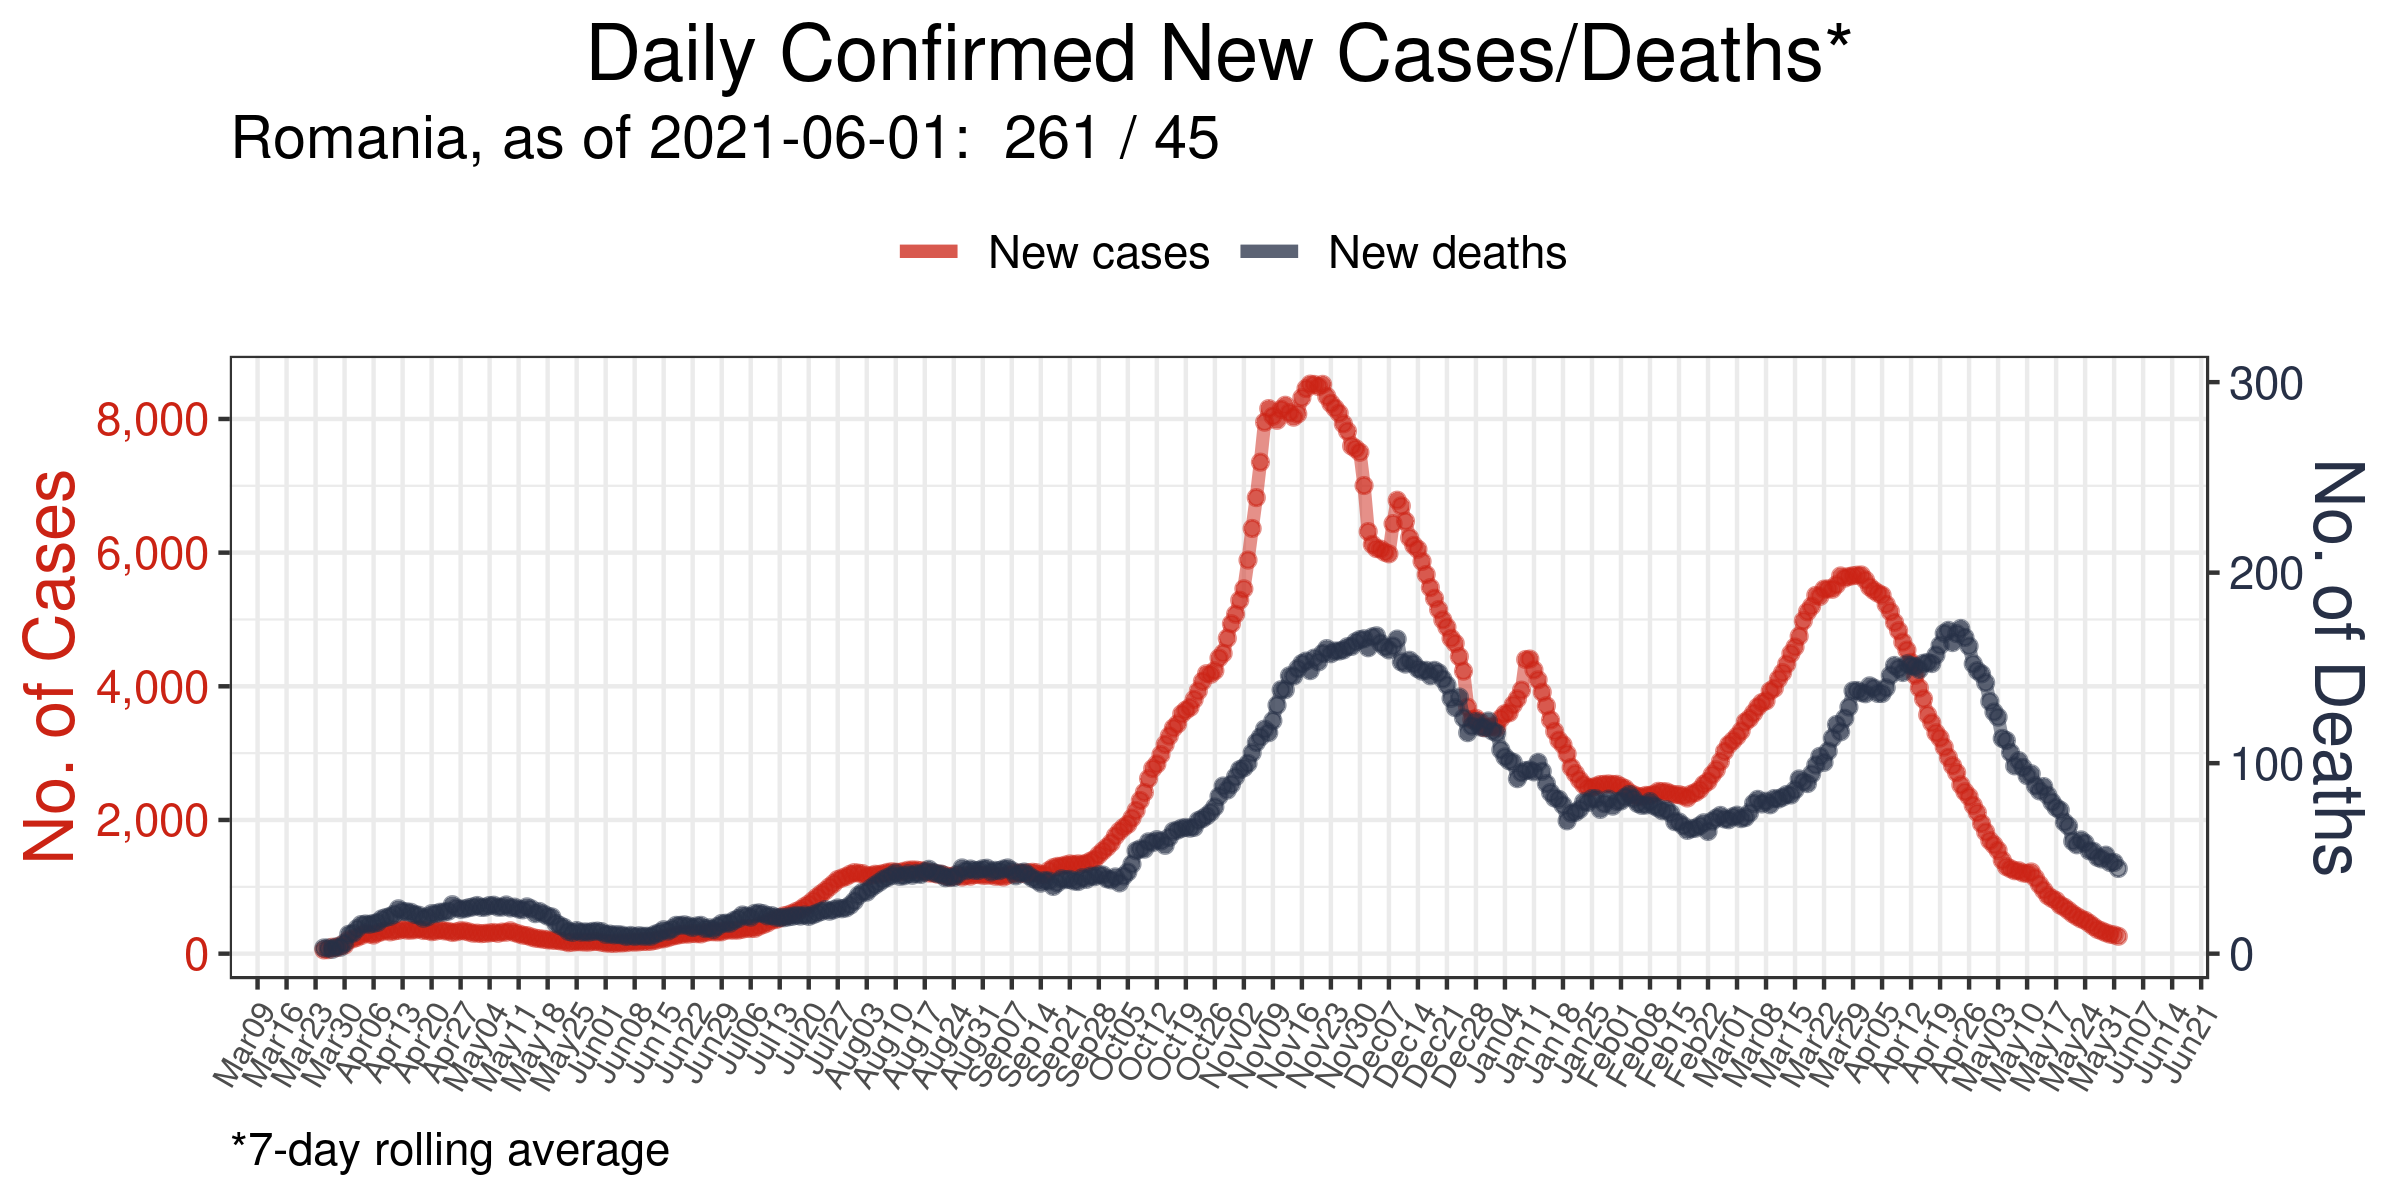 Daily Confirmed New Cases/Deaths*
Romania, as of 2021-06-01:  261 / 45
New cases
New deaths
No. of Cases
8,000
6,000
4,000
2,000
0
300
200
100
0
No. of Deaths
Mar09
Mar16
Mar23
Mar30
Apr06
Apr13
Apr20
Apr27
May04
May11
May18
May25
Jun01
Jun08
Jun15
Jun22
Jun29
Jul06
Jul13
Jul20
Jul27
Aug03
Aug10
Aug17
Aug24
Aug31
Sep07
Sep14
Sep21
Sep28
Oct05
Oct12
Oct19
Oct26
Nov02
Nov09
Nov16
Nov23
Nov30
Dec07
Dec14
Dec21
Dec28
Jan04
Jan11
Jan18
Jan25
Feb01
Feb08
Feb15
Feb22
Mar01
Mar08
Mar15
Mar22
Mar29
Apr05
Apr12
Apr19
Apr26
May03
May10
May17
May24
May31
Jun07
Jun14
Jun21
*7-day rolling average